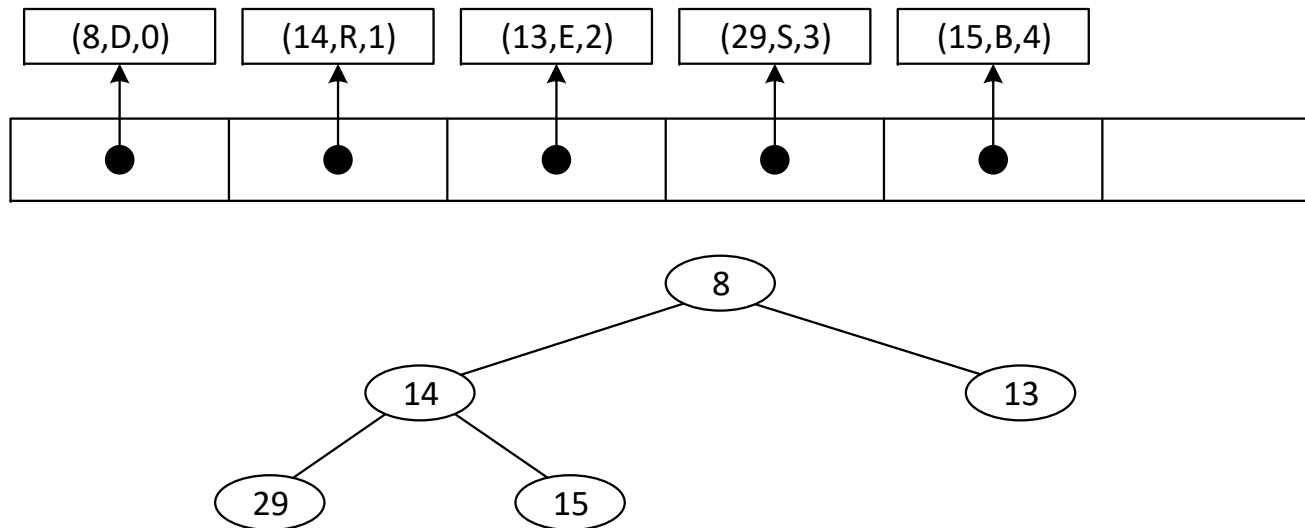 (8,D,0) (14,R,1) (13,E,2) (29,S,3) (15,B,4)
8
14 13
29 15